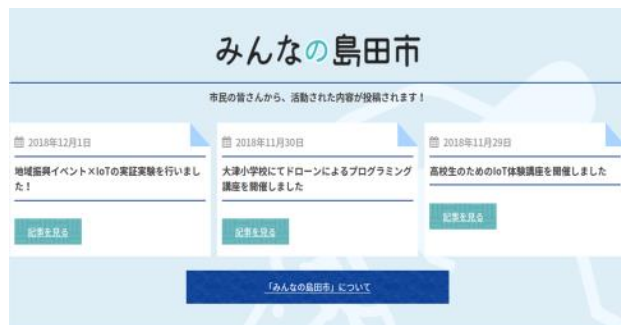 みんなの島田市
市民の皆さんから、活動された内容が投稿されます！
2018年12月1日
地域振興イベント×IoTの実証実験を行いまし
た！
記事を見る
2018年11月30日
大津小学校にてドローンによるプログラミング
講座を開催しました
記事を見る
2018年11月29日
高校生のためのIoT体験講座を開催しました
記事を見る
「みんなの島田市」について